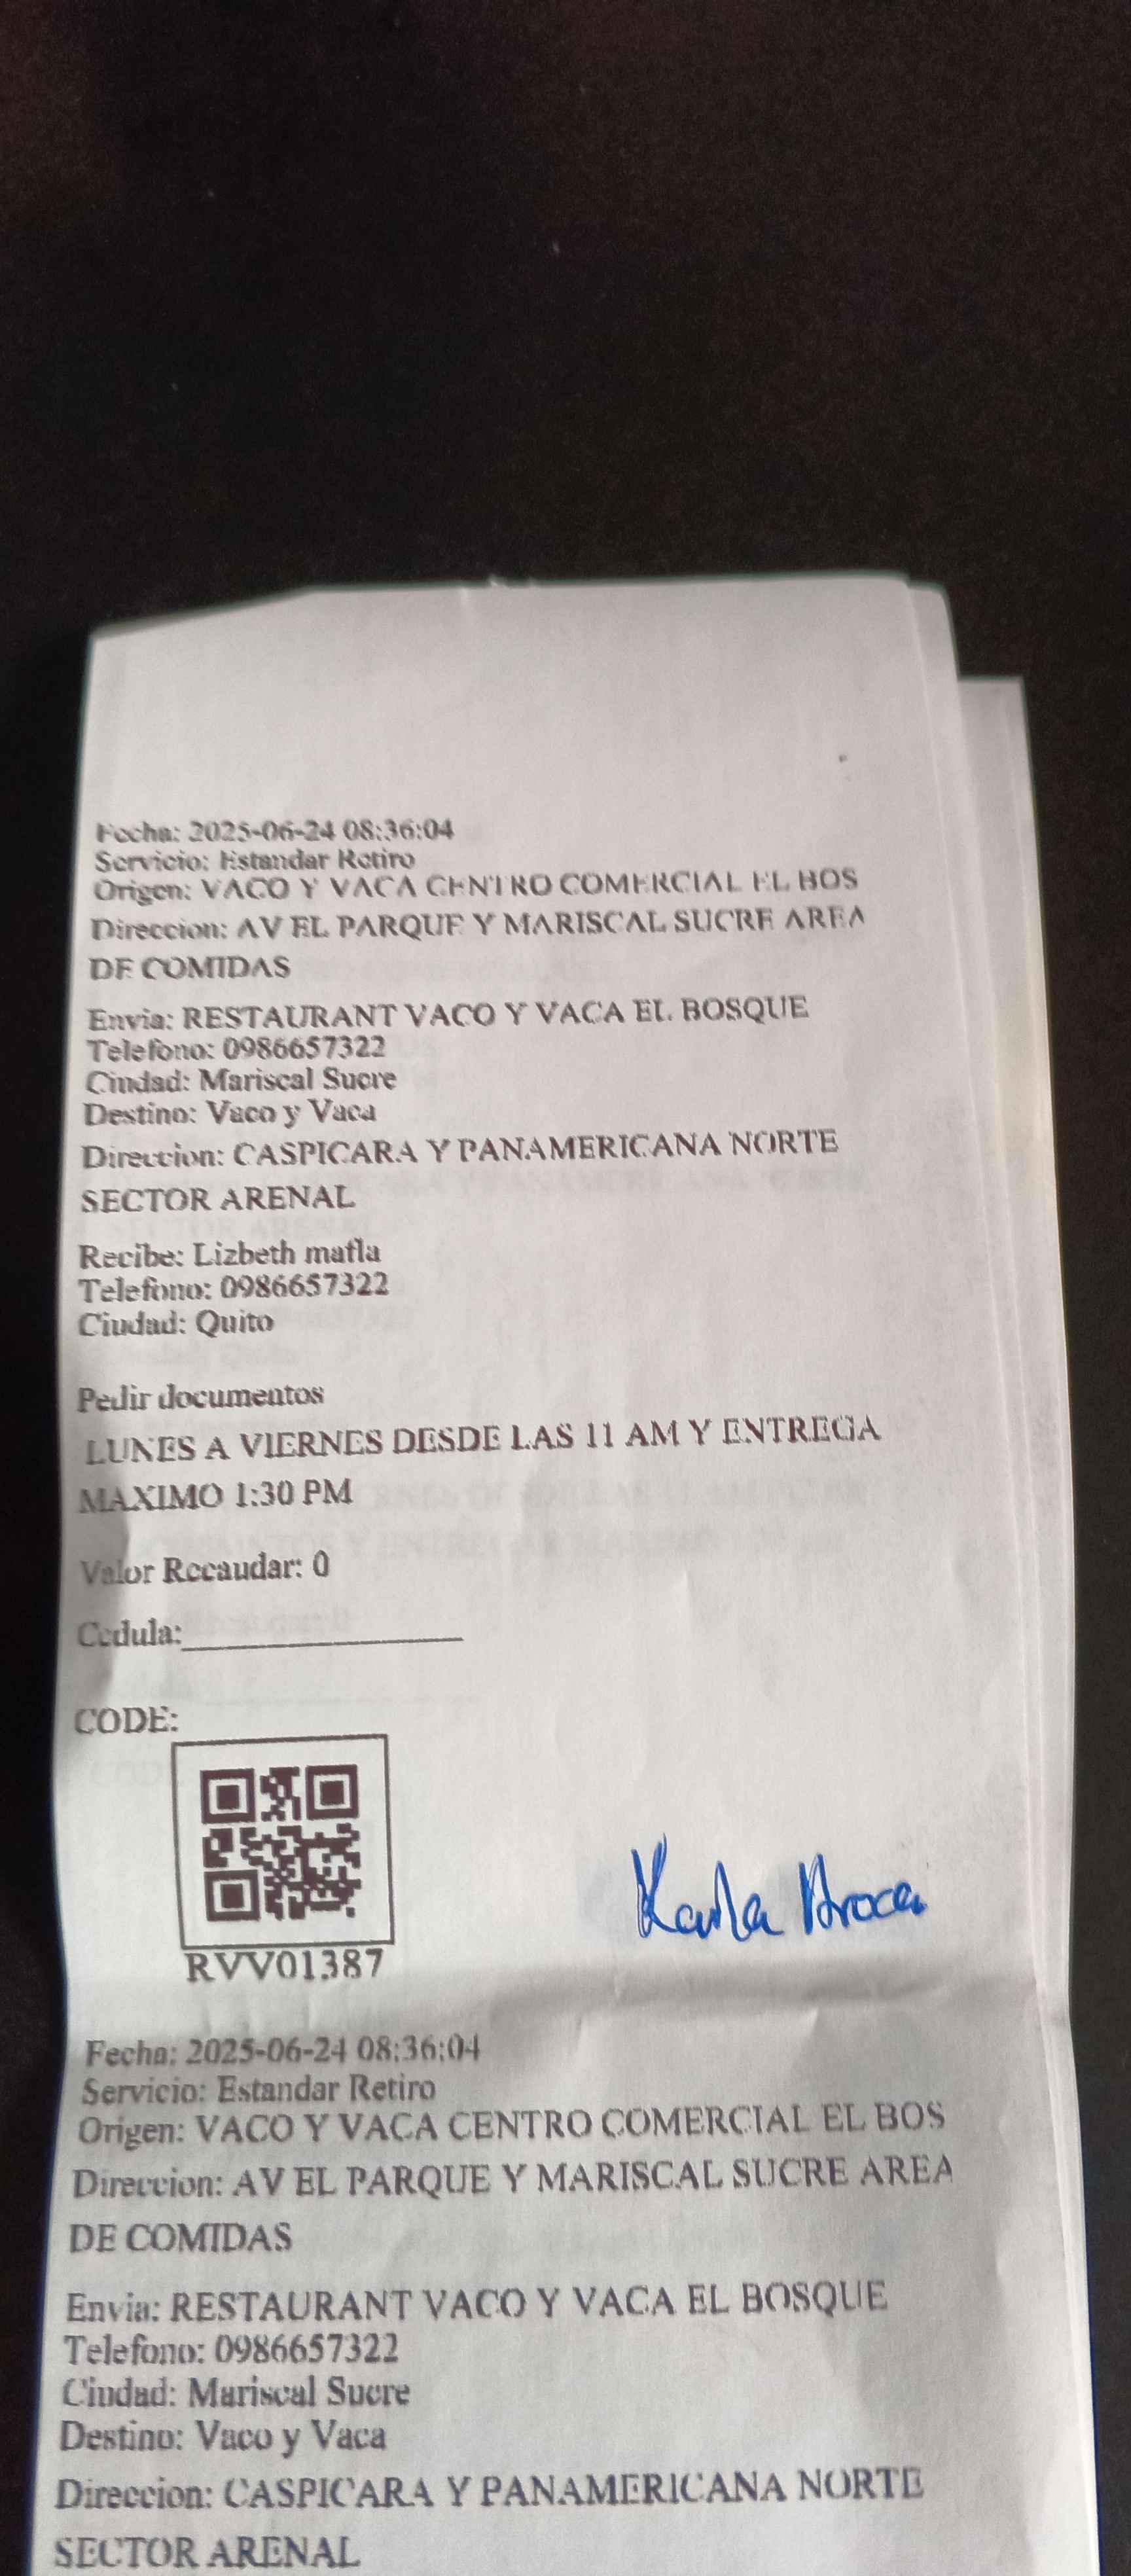 Fecha: 2025-06-24 08:36:04
Servicio: Estandar Retiro
Origen: VACO Y VACA CENTRO COMERCIAL EL BOS
Direccion: AV EL PARQUE Y MARISCAL SUCRE AREA
DE COMIDAS
Envia: RESTAURANT VACO Y VACA EL BOSQUE
Telefono: 0986657322
Ciudad: Mariscal Sucre
Destino: Vaco y Vaca
Direccion: CASPICARA Y PANAMERICANA NORTE
SECTOR ARENAL
Recibe: Lizbeth mafla
Telefono: 0986657322
Ciudad: Quito
Pedir documentos
LUNES A VIERNES DESDE LAS 11 AM Y ENTREGA
MAXIMO 1:30 PM
Valor Recaudar: 0
Cedula:
CODE:
Karla Aroca
RVV01387
Fecha: 2025-06-24 08:36:04
Servicio: Estandar Retiro
Origen: VACO Y VACA CENTRO COMERCIAL EL BOS
Direccion: AV EL PARQUE Y MARISCAL SUCRE AREA
DE COMIDAS
Envia: RESTAURANT VACO Y VACA EL BOSQUE
Telefono: 0986657322
Ciudad: Mariscal Sucre
Destino: Vaco y Vaca
Direccion: CASPICARA Y PANAMERICANA NORTE
SECTOR ARENAL